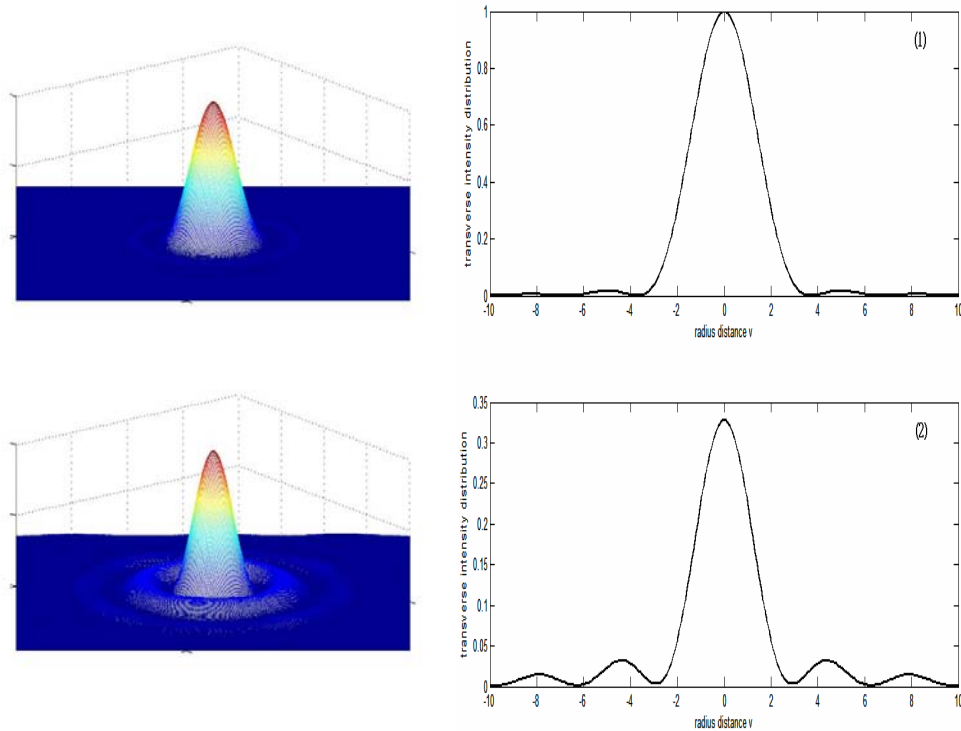 (1)
transverse intensity distribution
1
0.8
0.6
0.4
0.2
0
-10 -8 -6 -4 -2 0 2 4 6 8 10
radius distance v
(2)
transverse intensity distribution
0.35
0.3
0.25
0.2
0.15
0.1
0.05
0
-10 -8 -6 -4 -2 0 2 4 6 8 10
radius distance v